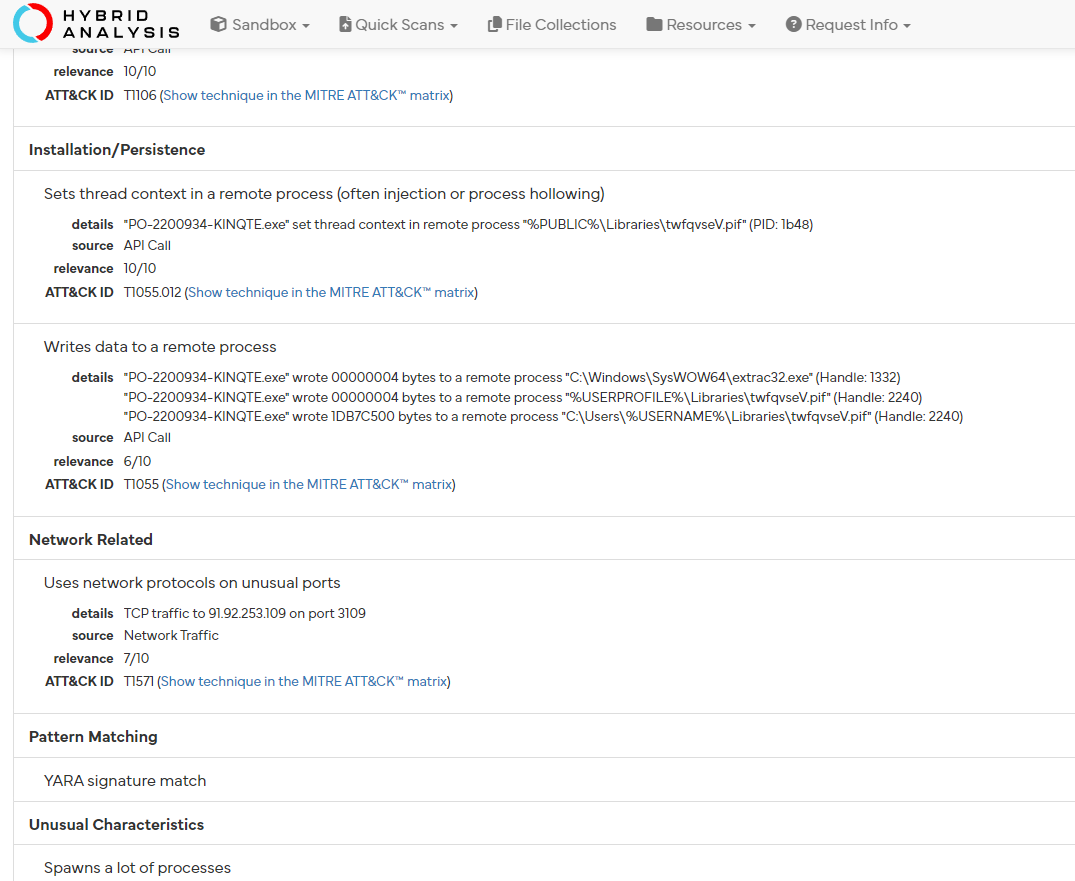 HYBRID
ANALYSIS
Sandbox
Quick Scans
File Collections
Resources
Request Info
source API Call
relevance 10/10
ATT&CK ID T1106 (Show technique in the MITRE ATT&CK™ matrix)
Installation/Persistence
Sets thread context in a remote process (often injection or process hollowing)
details "PO-2200934-KINQTE.exe" set thread context in remote process "%PUBLIC%\Libraries\twfqvseV.pif" (PID: 1b48)
source API Call
relevance 10/10
ATT&CK ID T1055.012 (Show technique in the MITRE ATT&CK™ matrix)
Writes data to a remote process
details "PO-2200934-KINQTE.exe" wrote 00000004 bytes to a remote process "C:\Windows\SysWOW64\extrac32.exe" (Handle: 1332)
"PO-2200934-KINQTE.exe" wrote 00000004 bytes to a remote process "%USERPROFILE%\Libraries\twfqvseV.pif" (Handle: 2240)
"PO-2200934-KINQTE.exe" wrote 1DB7C500 bytes to a remote process "C:\Users\%USERNAME%\Libraries\twfqvseV.pif" (Handle: 2240)
source API Call
relevance 6/10
ATT&CK ID T1055 (Show technique in the MITRE ATT&CK™ matrix)
Network Related
Uses network protocols on unusual ports
details TCP traffic to 91.92.253.109 on port 3109
source Network Traffic
relevance 7/10
ATT&CK ID T1571 (Show technique in the MITRE ATT&CK™ matrix)
Pattern Matching
YARA signature match
Unusual Characteristics
Spawns a lot of processes